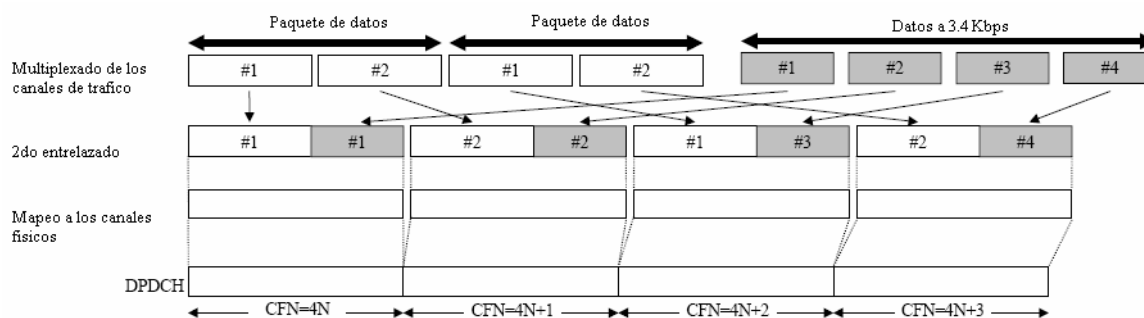 Paquete de datos
Paquete de datos
Datos a 3.4 Kbps
Multiplexado de los
canales de trafico
#1
#2
#1
#2
#1
#2
#3
#4
2do entrelazado
#1
#1
#2
#2
#1
#3
#2
#4
Mapeo a los canales
físicos
DPDCH
CFN=4N
CFN=4N+1
CFN=4N+2
CFN=4N+3